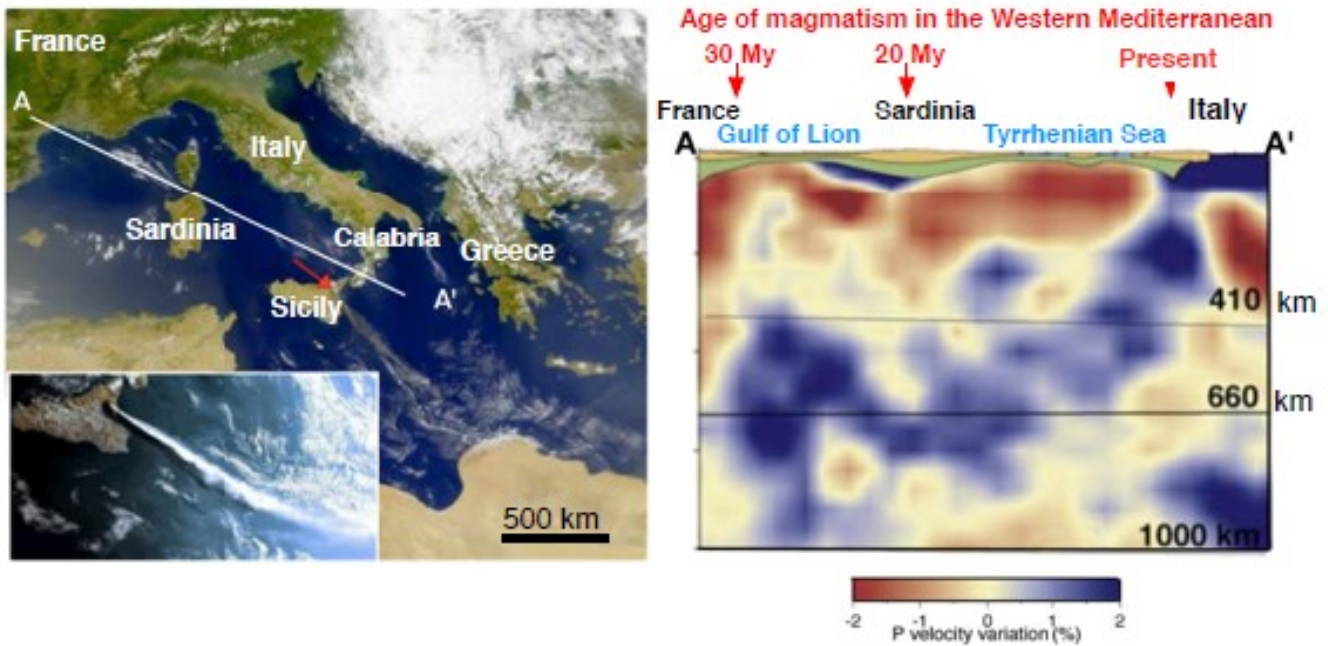 France
A
Italy
Sardinia
Calabria
Greece
Sicily
A'
500 km
Age of magmatism in the Western Mediterranean
30 My
20 My
Present
France
Sardinia
Italy
A
Gulf of Lion
Tyrrhenian Sea
A'
410 km
660 km
1000 km
-2 -1 0 1 2
P velocity variation (%)